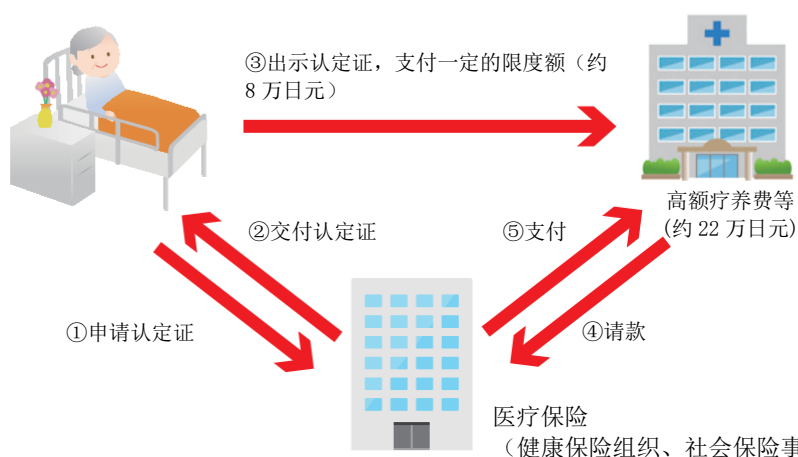 ③出示认定证，支付一定的限度额（约
8 万日元）
高额疗养费等
(约 22 万日元)
②交付认定证
⑤支付
①申请认定证
④请款
医疗保险
（健康保险组织、社会保险事